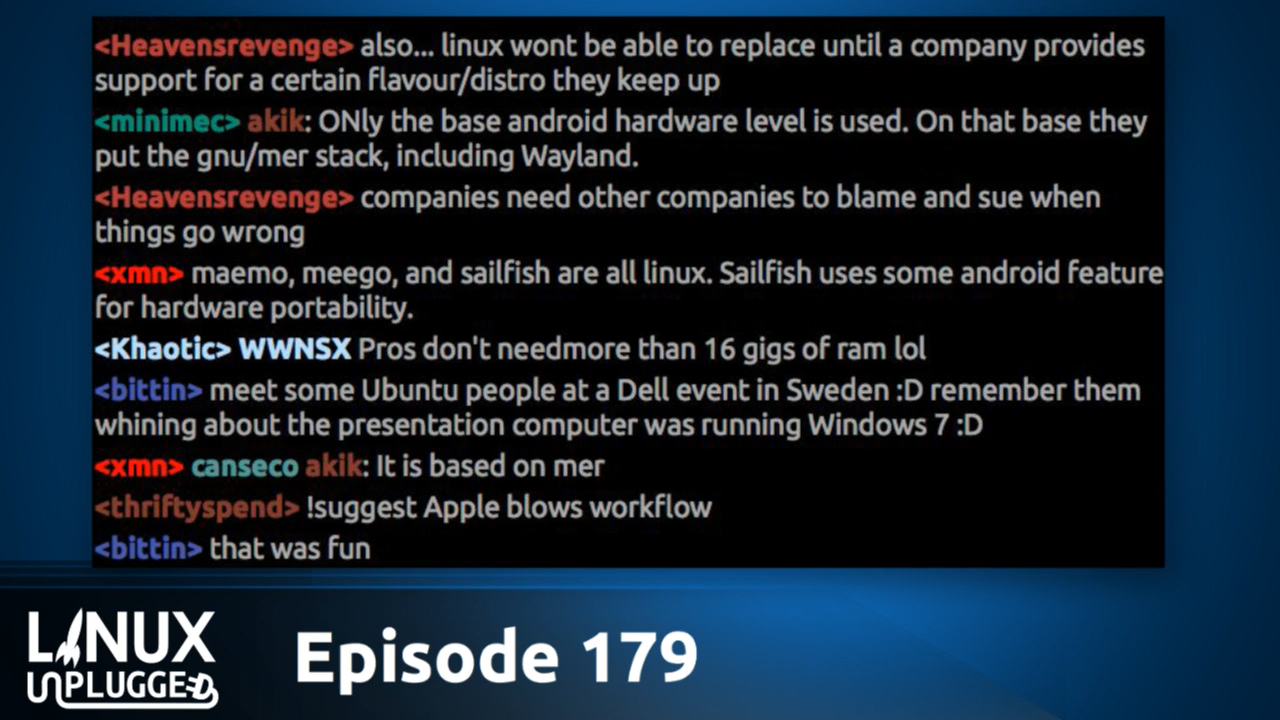 <Heavensrevenge> also... linux wont be able to replace until a company provides
support for a certain flavour/distro they keep up
<minimec> akik: ONly the base android hardware level is used. On that base they
put the gnu/mer stack, including Wayland.
<Heavensrevenge> companies need other companies to blame and sue when
things go wrong
<xmn> maemo, meego, and sailfish are all linux. Sailfish uses some android feature
for hardware portability.
<Khaotic> WWNSX Pros don't needmore than 16 gigs of ram lol
<bittin> meet some Ubuntu people at a Dell event in Sweden :D remember them
whining about the presentation computer was running Windows 7 :D
<xmn> canseco akik: It is based on mer
<thriftyspend> !suggest Apple blows workflow
<bittin> that was fun
LINUX
UNPLUGGED
Episode 179